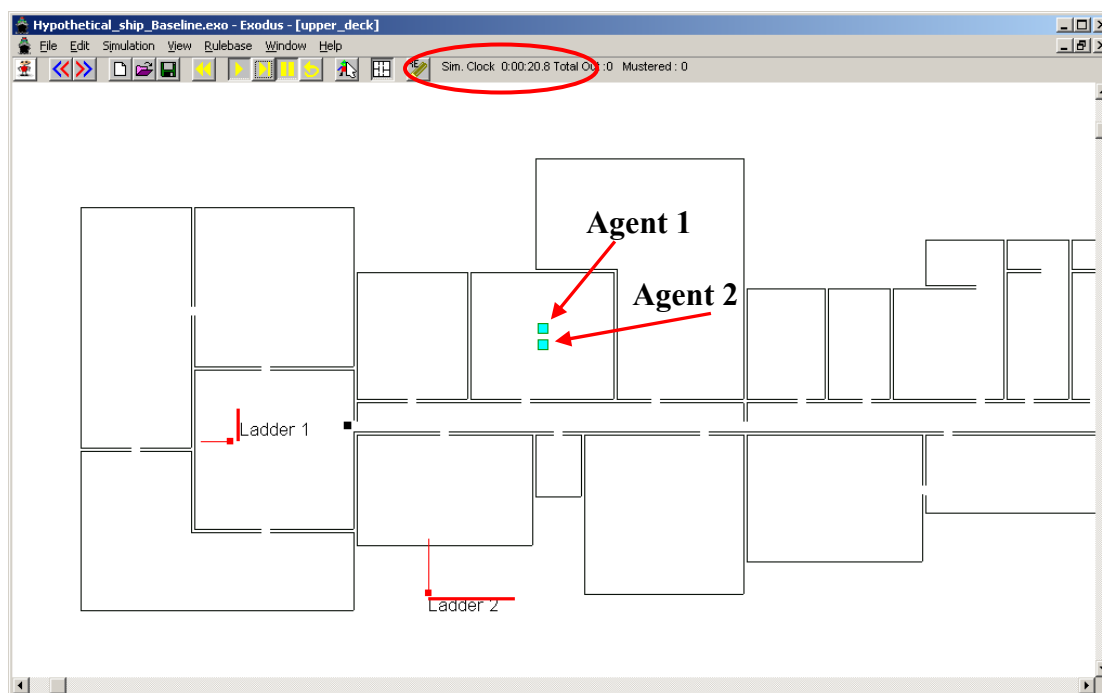 Hypothetical_ship_Baseline.exo - Exodus - [upper_deck]
File Edit Simulation View Rulebase Window Help
Sim. Clock 0:00:20.8 Total Out :0 Mustered : 0
Agent 1
Agent 2
Ladder 1
Ladder 2